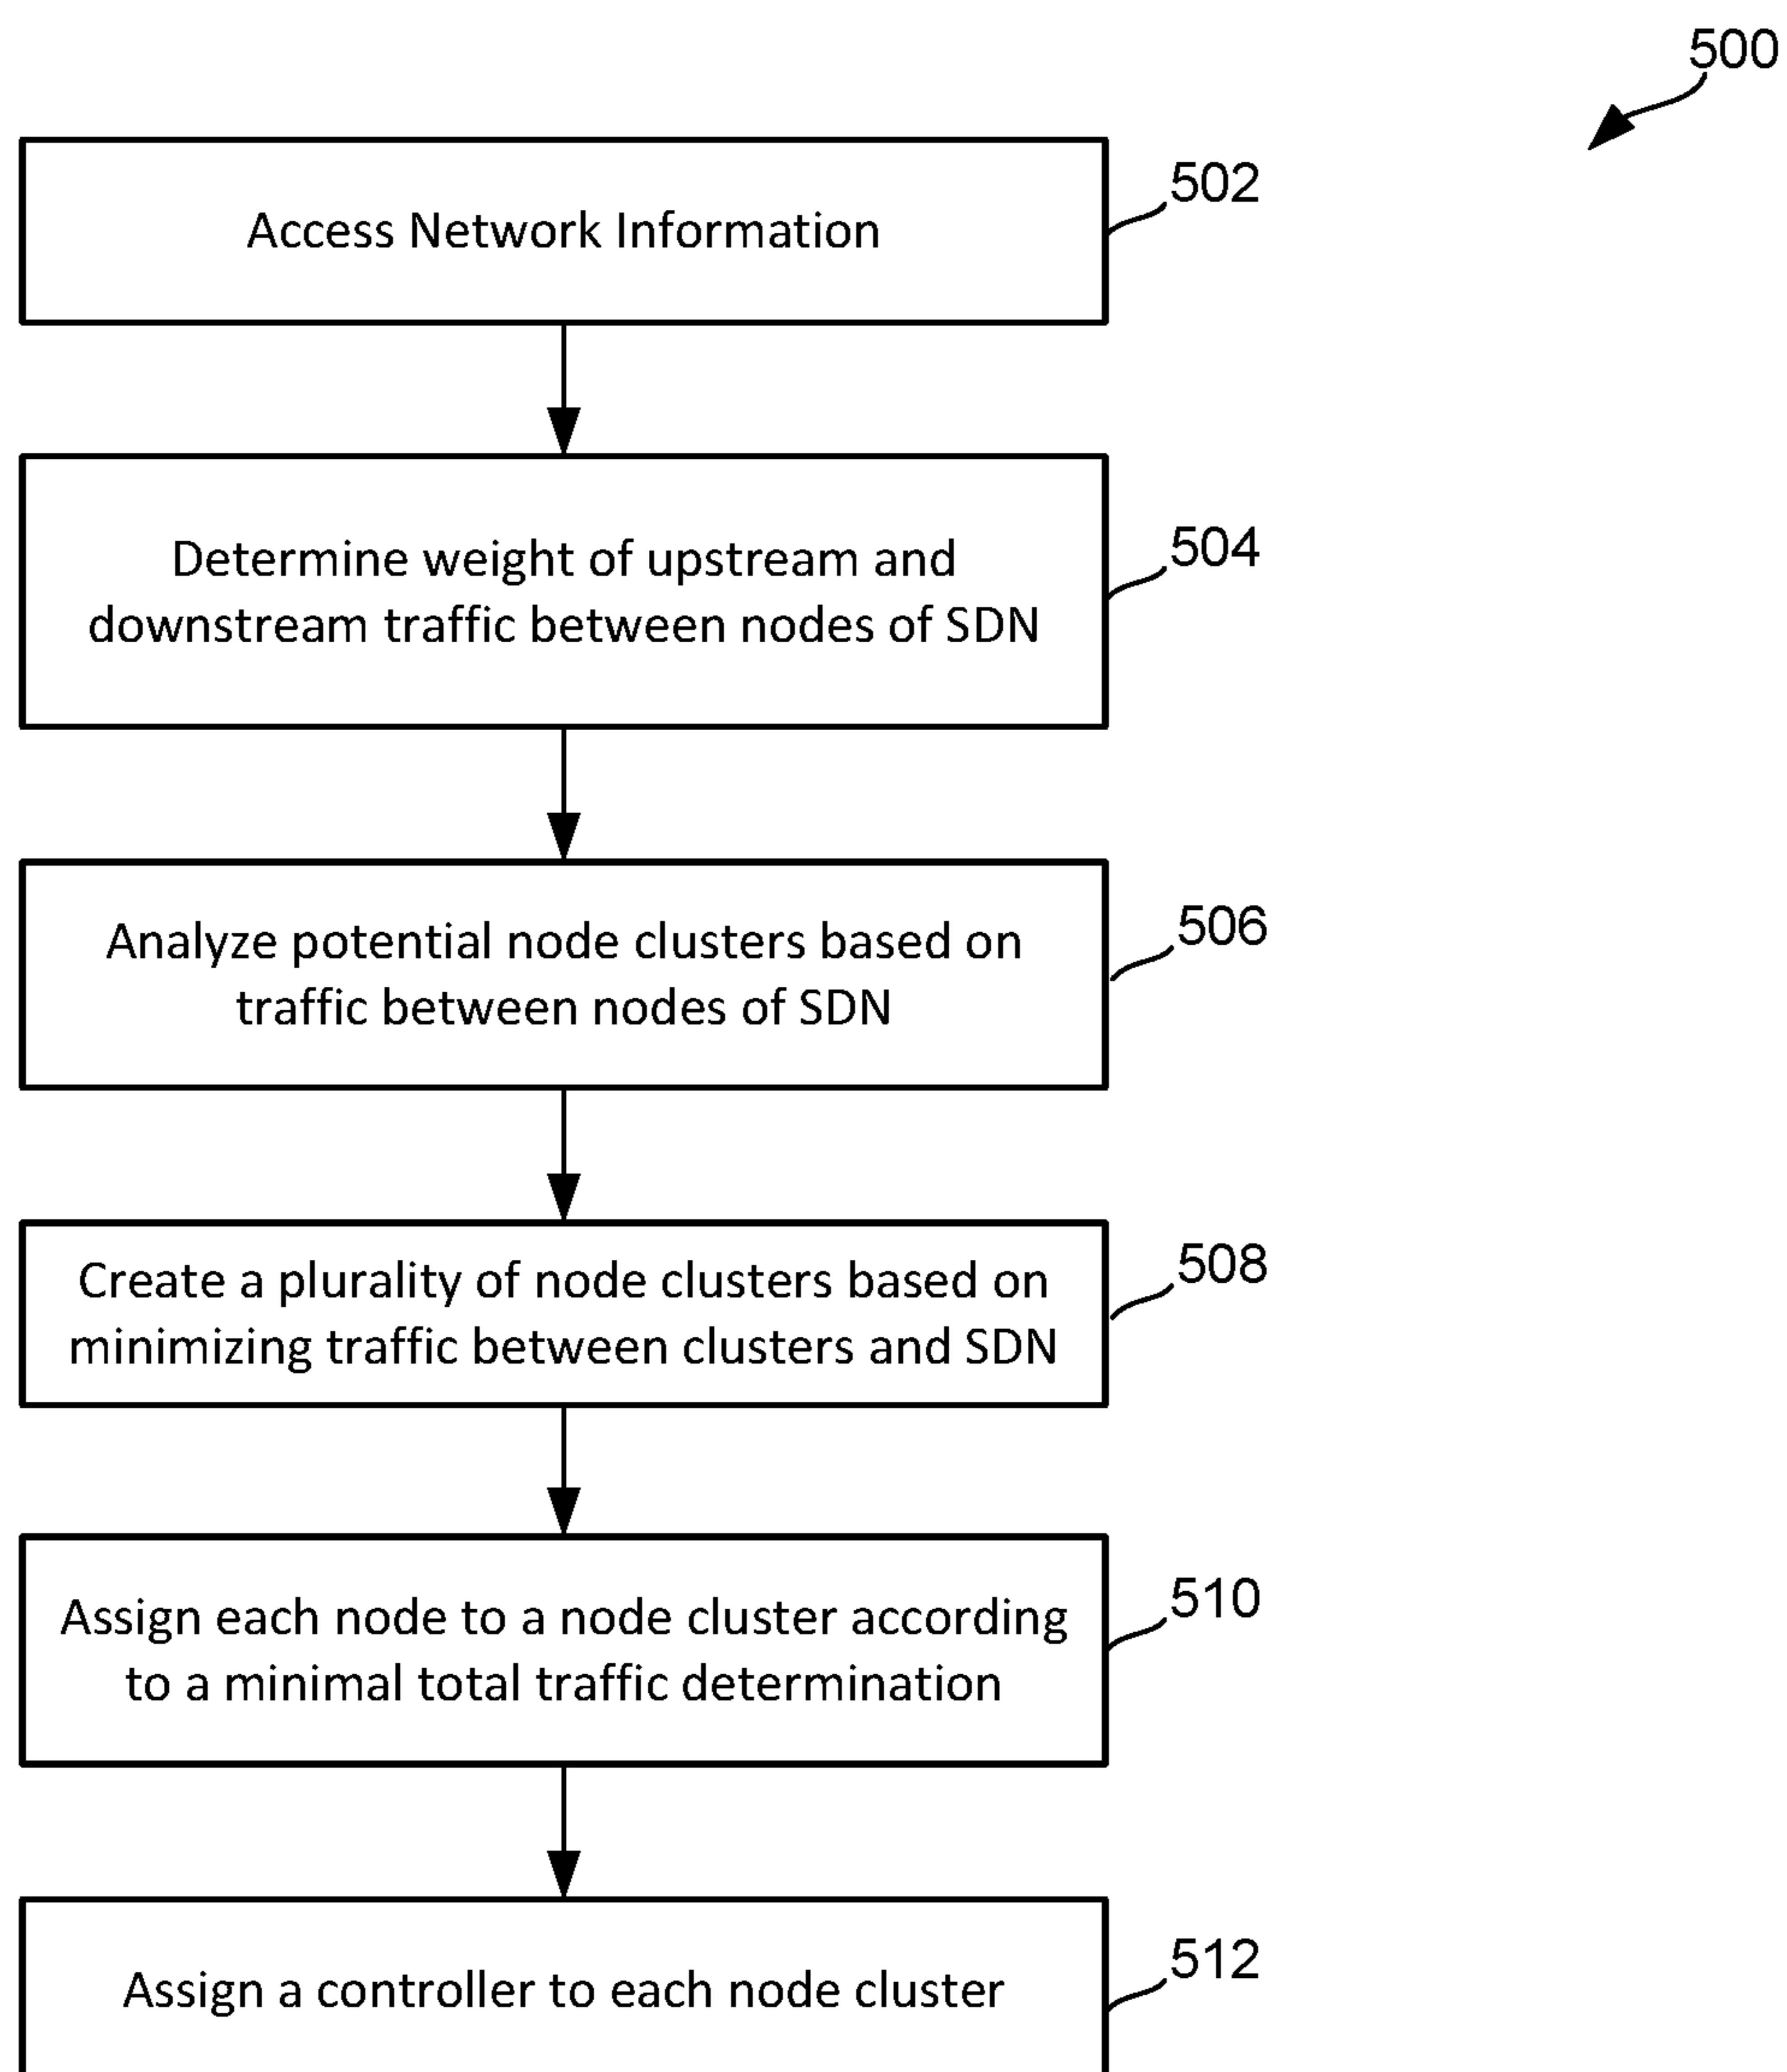 500
Access Network Information
502
Determine weight of upstream and
downstream traffic between nodes of SDN
504
Analyze potential node clusters based on
traffic between nodes of SDN
506
Create a plurality of node clusters based on
minimizing traffic between clusters and SDN
508
Assign each node to a node cluster according
to a minimal total traffic determination
510
Assign a controller to each node cluster
512